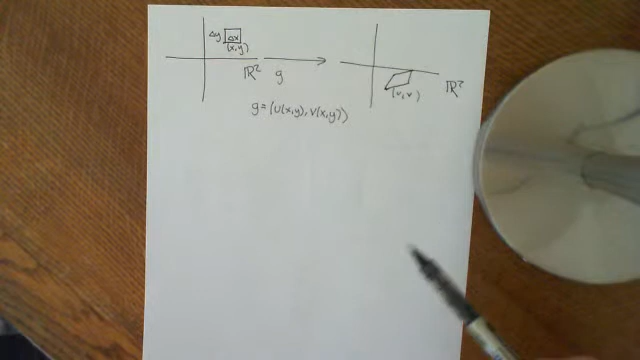 Δy Δx
(x,y)
ℝ² g
(u,v)
ℝ²
g = (u(x,y), v(x,y))